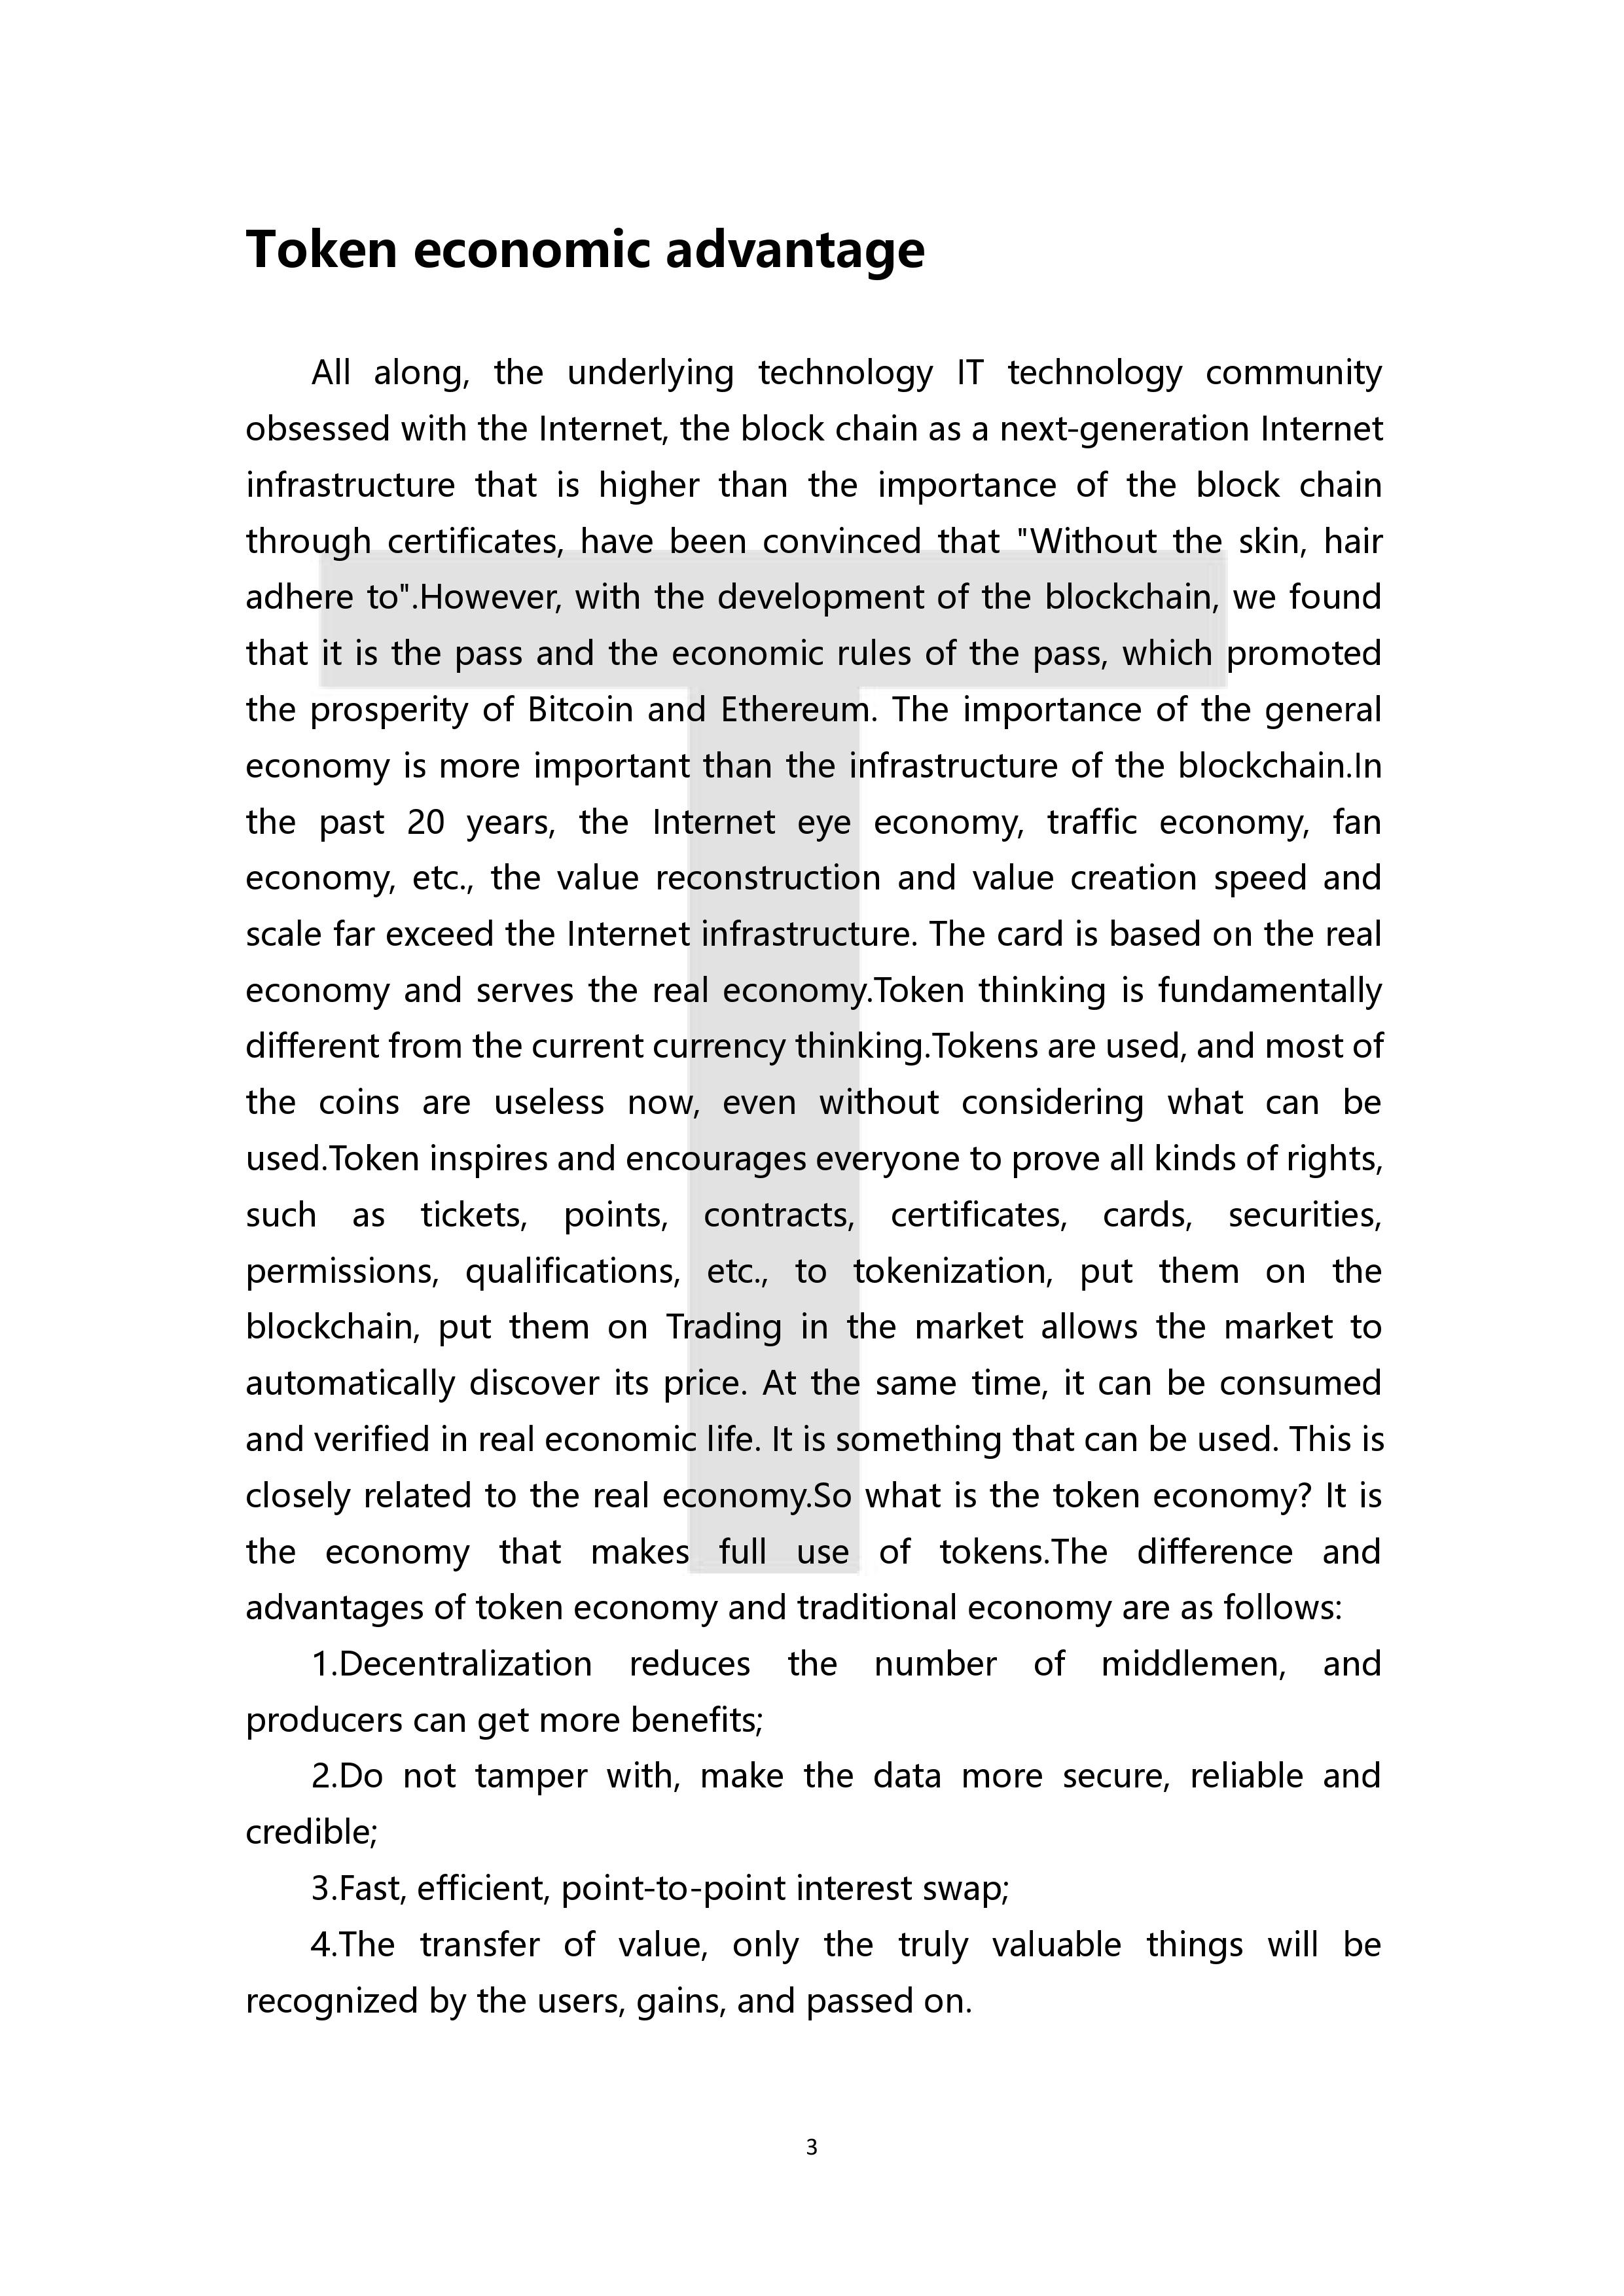 Token economic advantage
All along, the underlying technology IT technology community
obsessed with the Internet, the block chain as a next-generation Internet
infrastructure that is higher than the importance of the block chain
through certificates, have been convinced that "Without the skin, hair
adhere to".However, with the development of the blockchain, we found
that it is the pass and the economic rules of the pass, which promoted
the prosperity of Bitcoin and Ethereum. The importance of the general
economy is more important than the infrastructure of the blockchain.In
the past 20 years, the Internet eye economy, traffic economy, fan
economy, etc., the value reconstruction and value creation speed and
scale far exceed the Internet infrastructure. The card is based on the real
economy and serves the real economy.Token thinking is fundamentally
different from the current currency thinking.Tokens are used, and most of
the coins are useless now, even without considering what can be
used.Token inspires and encourages everyone to prove all kinds of rights,
such as tickets, points, contracts, certificates, cards, securities,
permissions, qualifications, etc., to tokenization, put them on the
blockchain, put them on Trading in the market allows the market to
automatically discover its price. At the same time, it can be consumed
and verified in real economic life. It is something that can be used. This is
closely related to the real economy.So what is the token economy? It is
the economy that makes full use of tokens.The difference and
advantages of token economy and traditional economy are as follows:
1.Decentralization reduces the number of middlemen, and
producers can get more benefits;
2.Do not tamper with, make the data more secure, reliable and
credible;
3.Fast, efficient, point-to-point interest swap;
4.The transfer of value, only the truly valuable things will be
recognized by the users, gains, and passed on.
3